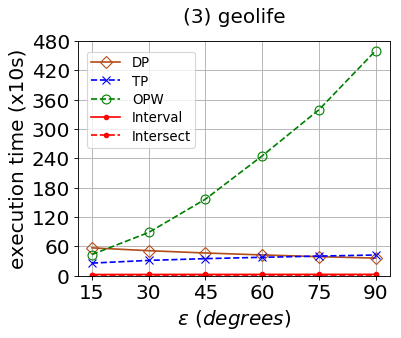 (3) geolife
execution time (x10s)
480
420
360
300
240
180
120
60
0
DP
TP
OPW
Interval
Intersect
15 30 45 60 75 90
ε (degrees)